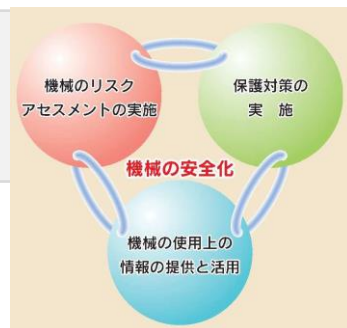 機械のリスク
アセスメントの実施
保護対策の
実 施
機械の安全化
機械の使用上の
情報の提供と活用